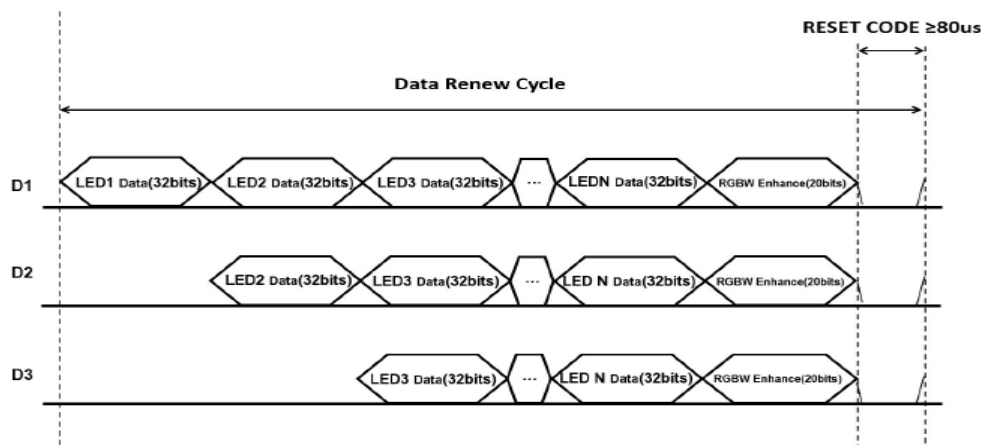 RESET CODE ≥80us
Data Renew Cycle
D1 LED1 Data(32bits) LED2 Data(32bits) LED3 Data(32bits) ... LEDN Data(32bits) RGBW Enhance(20bits)
D2 LED2 Data(32bits) LED3 Data(32bits) ... LED N Data(32bits) RGBW Enhance(20bits)
D3 LED3 Data(32bits) ... LED N Data(32bits) RGBW Enhance(20bits)